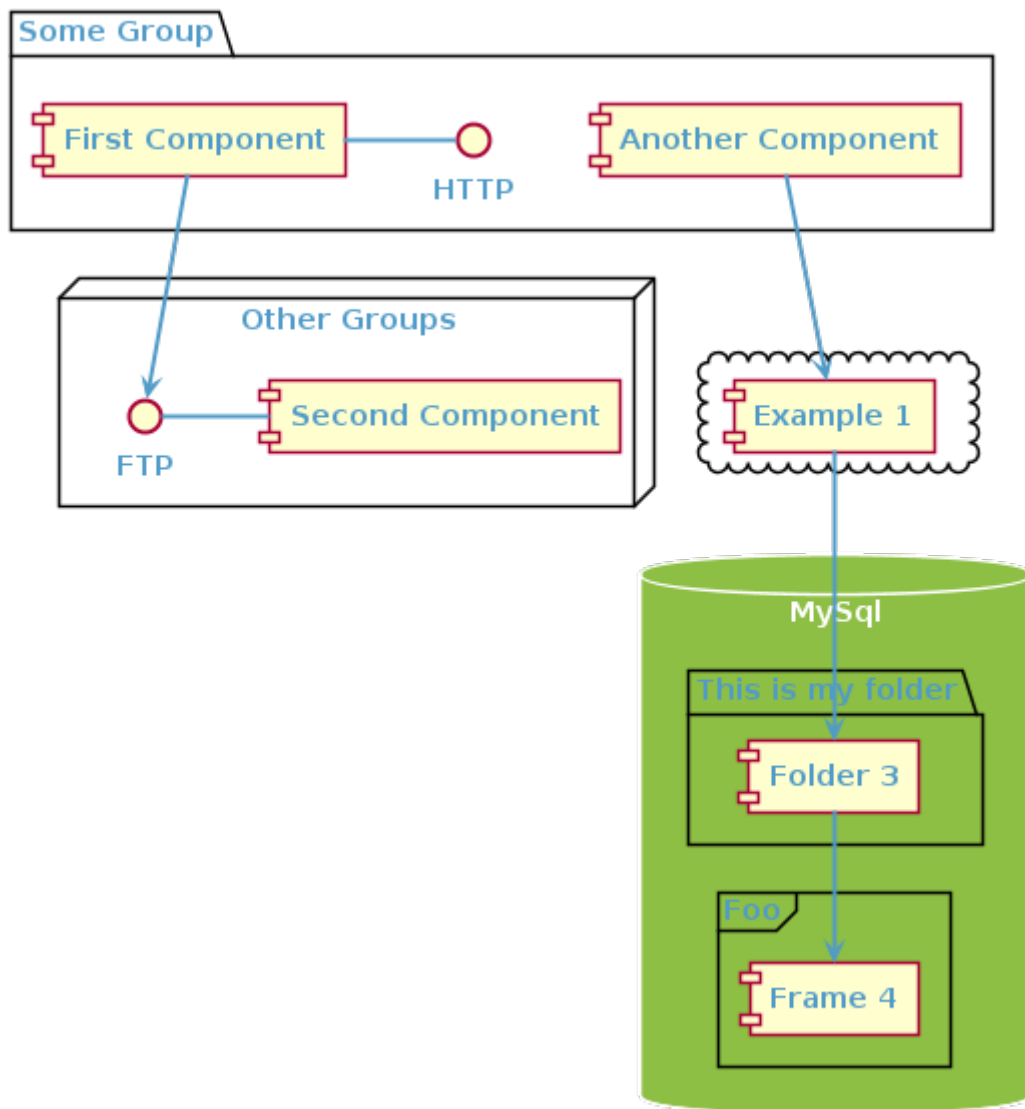 Some Group
First Component
HTTP
Another Component
Other Groups
FTP
Second Component
Example 1
MySql
This is my folder
Folder 3
Foo
Frame 4